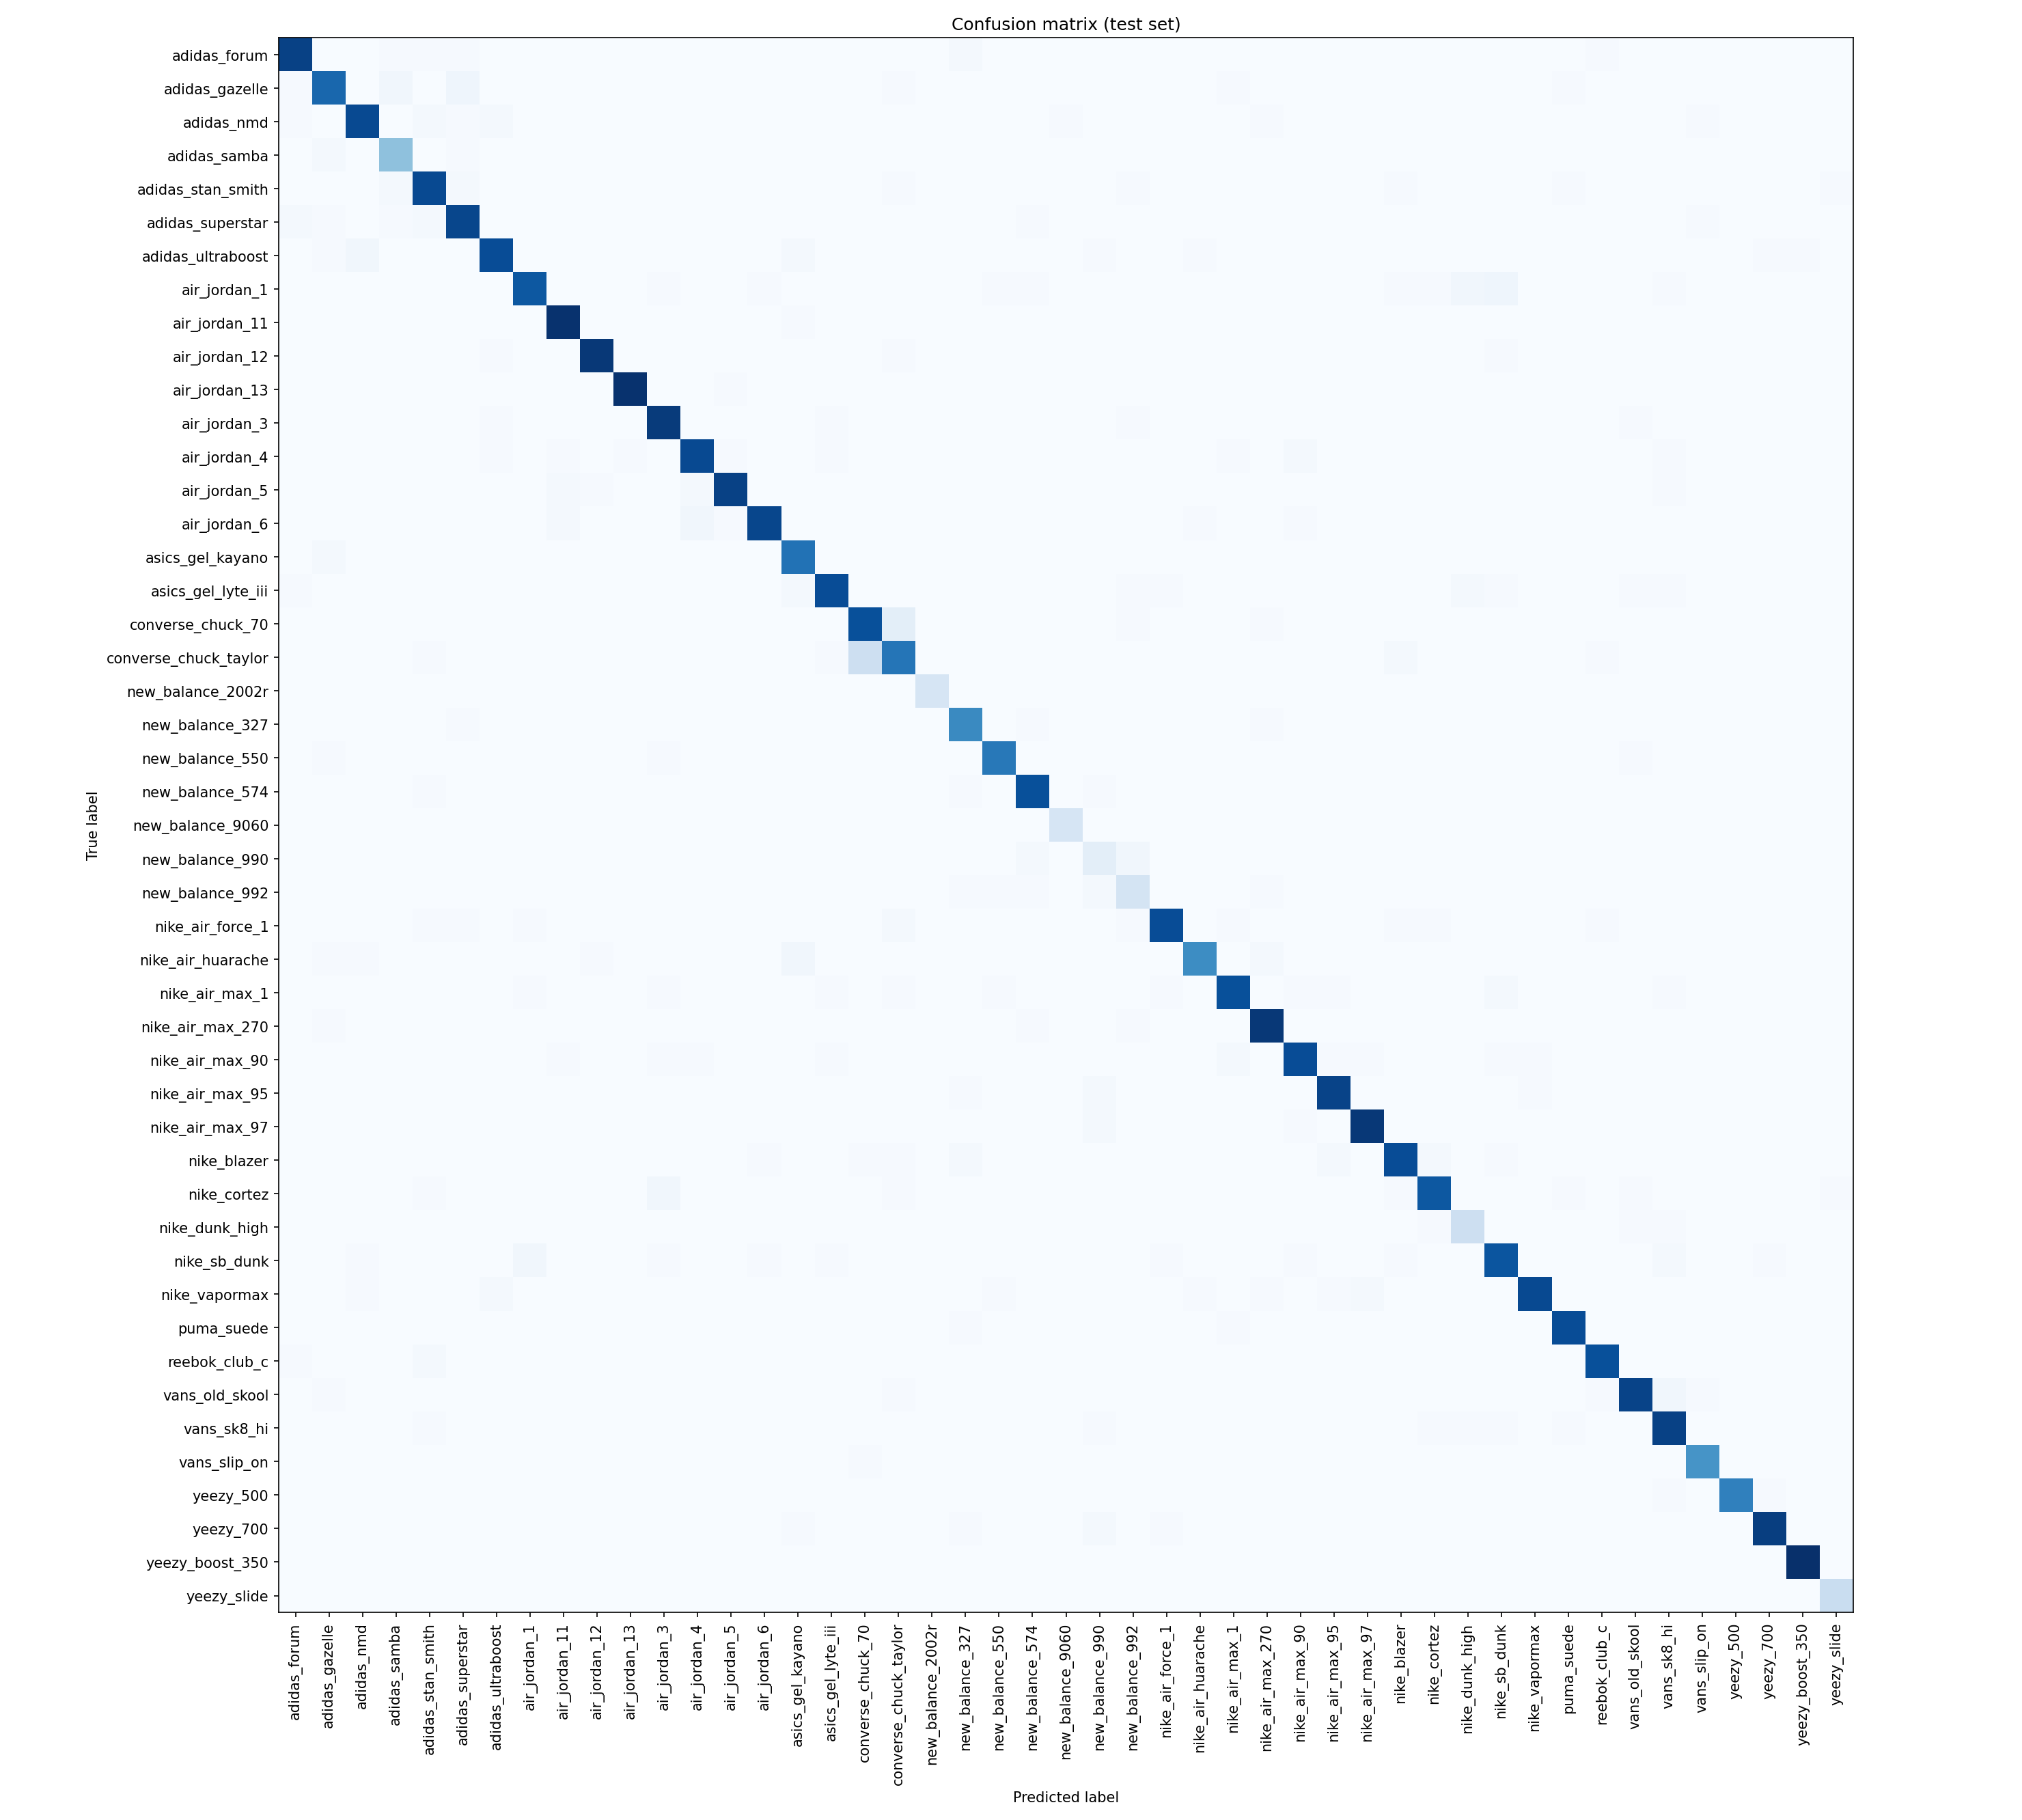 Confusion matrix (test set)
adidas_forum
adidas_gazelle
adidas_nmd
adidas_samba
adidas_stan_smith
adidas_superstar
adidas_ultraboost
air_jordan_1
air_jordan_11
air_jordan_12
air_jordan_13
air_jordan_3
air_jordan_4
air_jordan_5
air_jordan_6
asics_gel_kayano
asics_gel_lyte_iii
converse_chuck_70
converse_chuck_taylor
new_balance_2002r
new_balance_327
new_balance_550
new_balance_574
new_balance_9060
new_balance_990
new_balance_992
nike_air_force_1
nike_air_huarache
nike_air_max_1
nike_air_max_270
nike_air_max_90
nike_air_max_95
nike_air_max_97
nike_blazer
nike_cortez
nike_dunk_high
nike_sb_dunk
nike_vapormax
puma_suede
reebok_club_c
vans_old_skool
vans_sk8_hi
vans_slip_on
yeezy_500
yeezy_700
yeezy_boost_350
yeezy_slide
True label
adidas_forum
adidas_gazelle
adidas_nmd
adidas_samba
adidas_stan_smith
adidas_superstar
adidas_ultraboost
air_jordan_1
air_jordan_11
air_jordan_12
air_jordan_13
air_jordan_3
air_jordan_4
air_jordan_5
air_jordan_6
asics_gel_kayano
asics_gel_lyte_iii
converse_chuck_70
converse_chuck_taylor
new_balance_2002r
new_balance_327
new_balance_550
new_balance_574
new_balance_9060
new_balance_990
new_balance_992
nike_air_force_1
nike_air_huarache
nike_air_max_1
nike_air_max_270
nike_air_max_90
nike_air_max_95
nike_air_max_97
nike_blazer
nike_cortez
nike_dunk_high
nike_sb_dunk
nike_vapormax
puma_suede
reebok_club_c
vans_old_skool
vans_sk8_hi
vans_slip_on
yeezy_500
yeezy_700
yeezy_boost_350
yeezy_slide
Predicted label